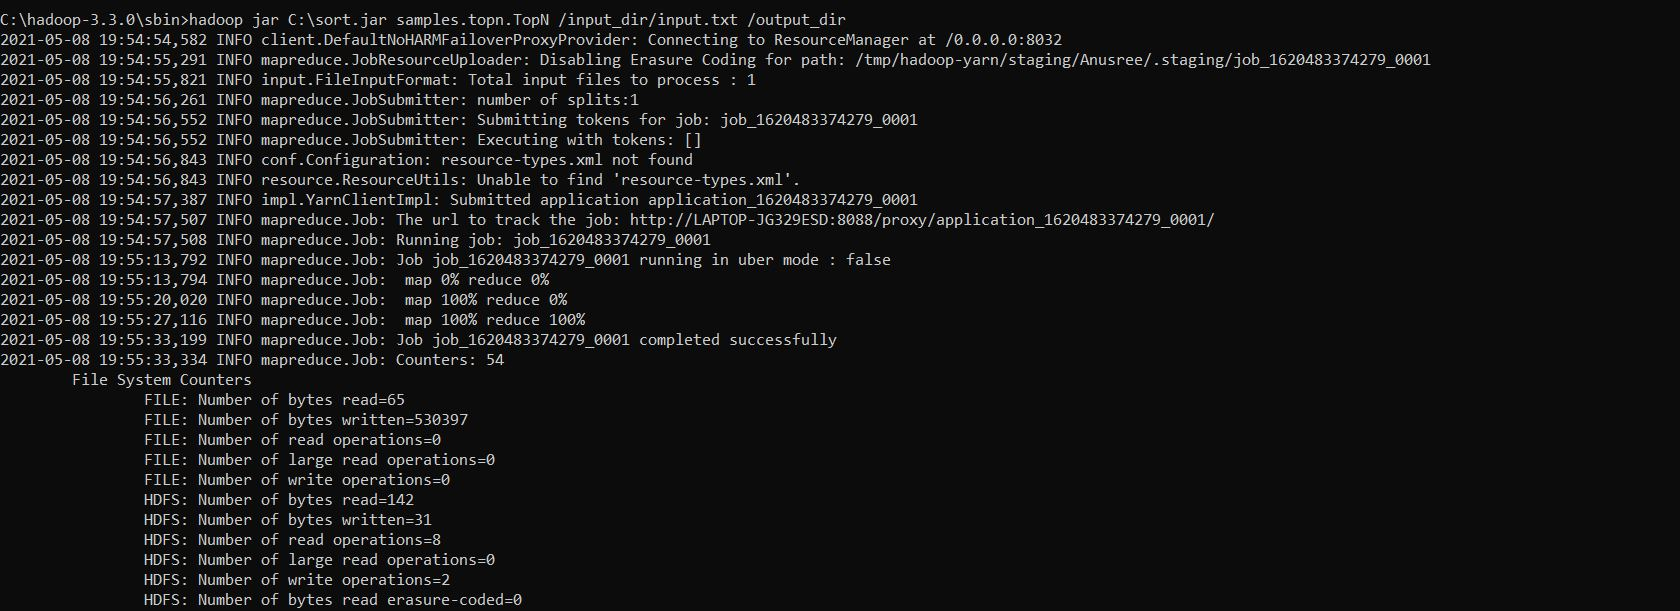 C:\hadoop-3.3.0\sbin>hadoop jar C:\sort.jar samples.topn.TopN /input_dir/input.txt /output_dir
2021-05-08 19:54:54,582 INFO client.DefaultNoHARMFailoverProxyProvider: Connecting to ResourceManager at /0.0.0.0:8032
2021-05-08 19:54:55,291 INFO mapreduce.JobResourceUploader: Disabling Erasure Coding for path: /tmp/hadoop-yarn/staging/Anusree/.staging/job_1620483374279_0001
2021-05-08 19:54:55,821 INFO input.FileInputFormat: Total input files to process : 1
2021-05-08 19:54:56,261 INFO mapreduce.JobSubmitter: number of splits:1
2021-05-08 19:54:56,552 INFO mapreduce.JobSubmitter: Submitting tokens for job: job_1620483374279_0001
2021-05-08 19:54:56,552 INFO mapreduce.JobSubmitter: Executing with tokens: []
2021-05-08 19:54:56,843 INFO conf.Configuration: resource-types.xml not found
2021-05-08 19:54:56,843 INFO resource.ResourceUtils: Unable to find 'resource-types.xml'.
2021-05-08 19:54:57,387 INFO impl.YarnClientImpl: Submitted application application_1620483374279_0001
2021-05-08 19:54:57,507 INFO mapreduce.Job: The url to track the job: http://LAPTOP-JG329ESD:8088/proxy/application_1620483374279_0001/
2021-05-08 19:54:57,508 INFO mapreduce.Job: Running job: job_1620483374279_0001
2021-05-08 19:55:13,792 INFO mapreduce.Job: Job job_1620483374279_0001 running in uber mode : false
2021-05-08 19:55:13,794 INFO mapreduce.Job:  map 0% reduce 0%
2021-05-08 19:55:20,020 INFO mapreduce.Job:  map 100% reduce 0%
2021-05-08 19:55:27,116 INFO mapreduce.Job:  map 100% reduce 100%
2021-05-08 19:55:33,199 INFO mapreduce.Job: Job job_1620483374279_0001 completed successfully
2021-05-08 19:55:33,334 INFO mapreduce.Job: Counters: 54
File System Counters
FILE: Number of bytes read=65
FILE: Number of bytes written=530397
FILE: Number of read operations=0
FILE: Number of large read operations=0
FILE: Number of write operations=0
HDFS: Number of bytes read=142
HDFS: Number of bytes written=31
HDFS: Number of read operations=8
HDFS: Number of large read operations=0
HDFS: Number of write operations=2
HDFS: Number of bytes read erasure-coded=0